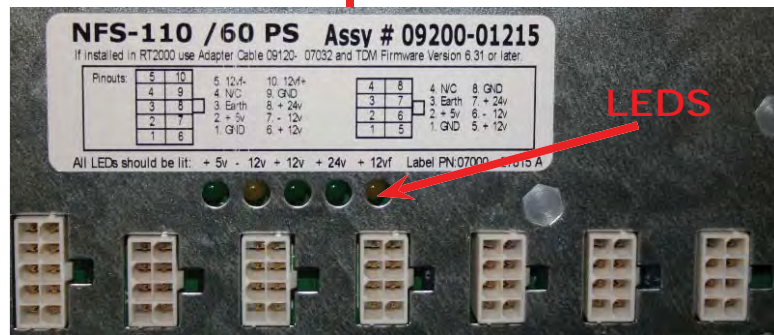 NFS-110 /60 PS Assy # 09200-01215
If installed in RT2000 use Adapter Cable 09120- 07032 and TDM Firmware Version 6.31 or later.
Pinouts:
5 10
4 9
3 8
2 7
1 6
5. 12vf- 10. 12vf+
4. N/C 9. GND
3. Earth 8. + 24v
2. + 5v 7. - 12v
1. GND 6. + 12v
4 8
3 7
2 6
1 5
4. N/C 8. GND
3. Earth 7. + 24v
2. + 5v 6. - 12v
1. GND 5. + 12v
LEDS
All LEDs should be lit: + 5v - 12v + 12v + 24v + 12vf Label PN:07000 A